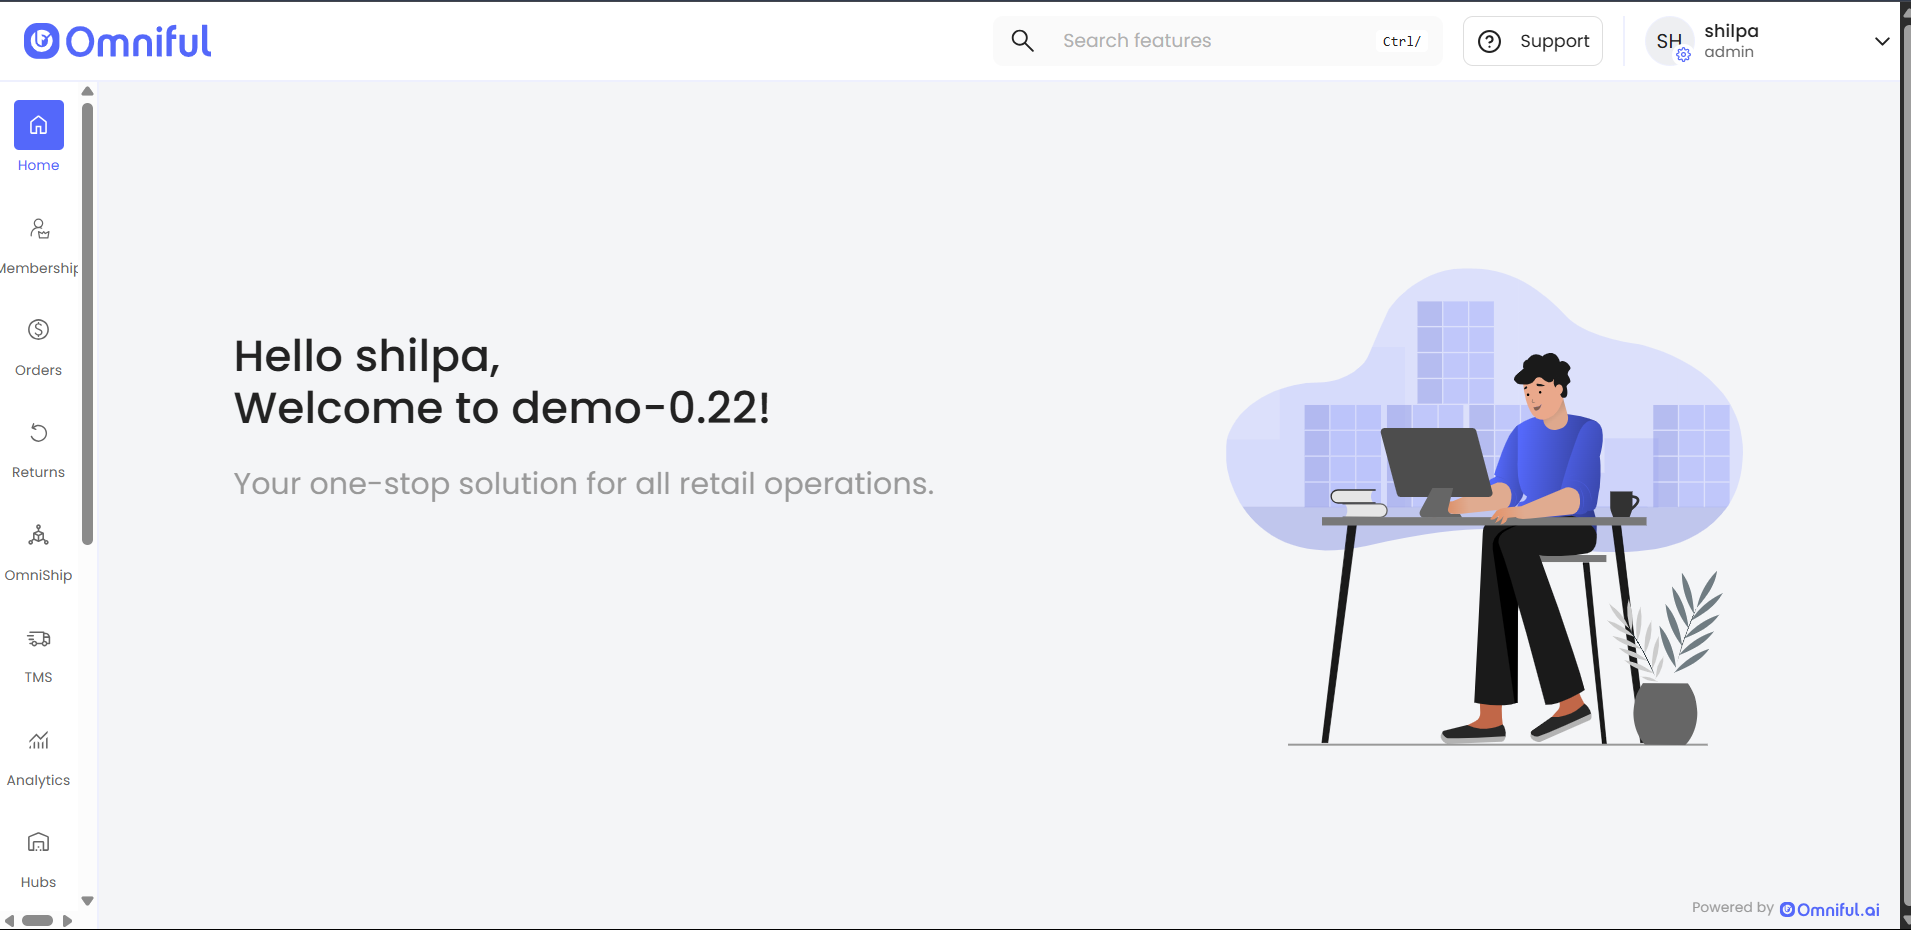 Omniful
Search features
Ctrl/
Support
SH
shilpa
admin
Home
Membership
Orders
Returns
OmniShip
TMS
Analytics
Hubs
Hello shilpa,
Welcome to demo-0.22!
Your one-stop solution for all retail operations.
Powered by Omniful.ai